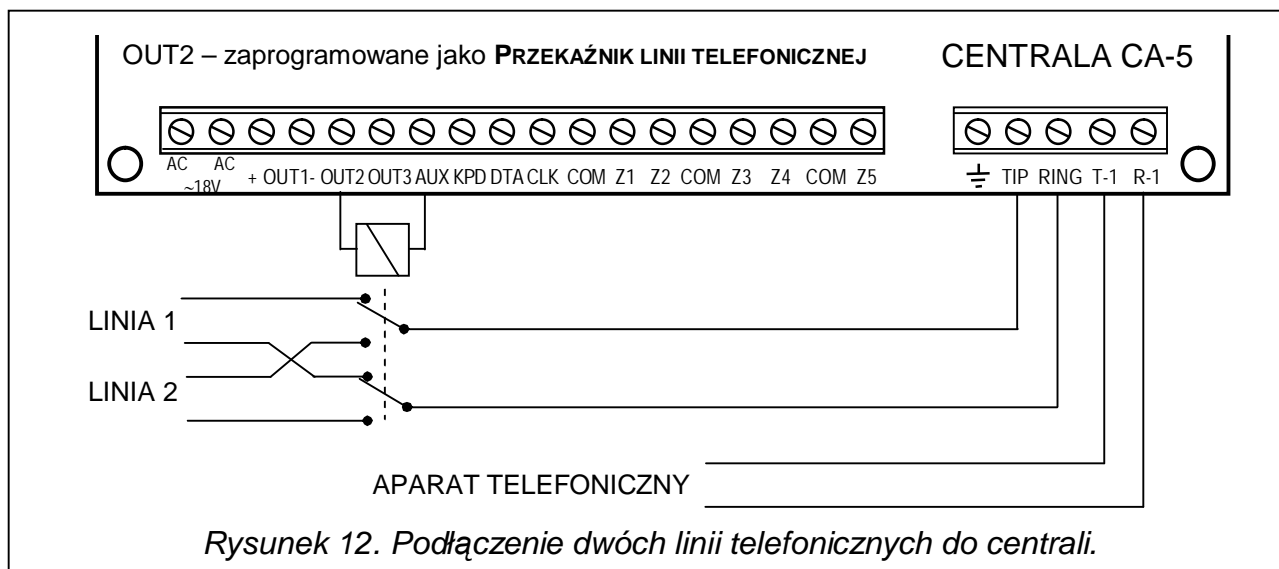 OUT2 – zaprogramowane jako PRZEKAŹNIK LINII TELEFONICZNEJ
CENTRALA CA-5
AC AC
~18V
+ OUT1- OUT2 OUT3 AUX KPD DTA CLK COM Z1 Z2 COM Z3 Z4 COM Z5
TIP RING T-1 R-1
LINIA 1
LINIA 2
APARAT TELEFONICZNY
Rysunek 12. Podłączenie dwóch linii telefonicznych do centrali.